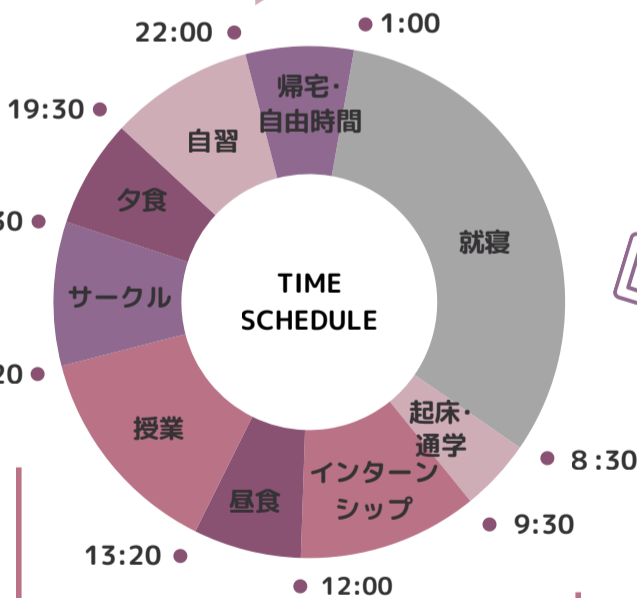 22:00
1:00
帰宅・
自由時間
19:30
自習
夕食
30
就寝
サークル
TIME
SCHEDULE
20
起床・
通学
授業
8:30
インターン
シップ
昼食
9:30
13:20
12:00